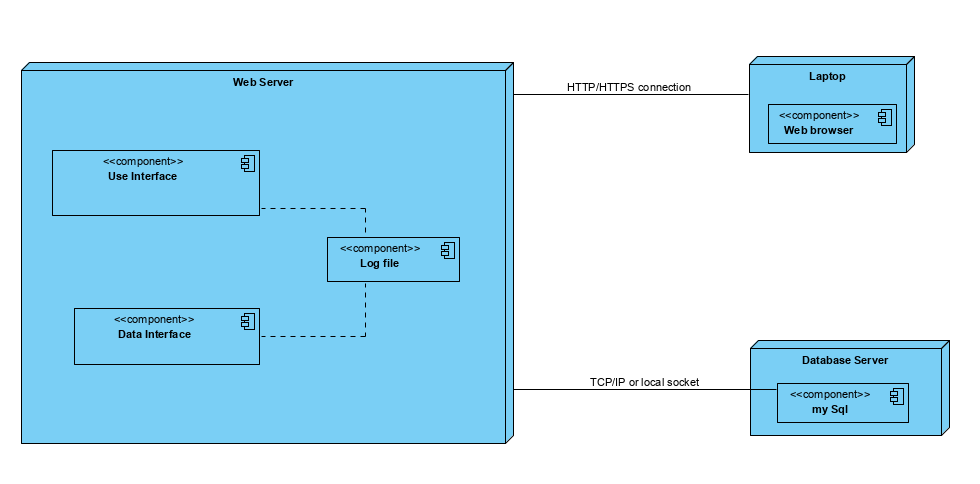 Web Server
<<component>>
Use Interface
<<component>>
Log file
<<component>>
Data Interface
HTTP/HTTPS connection
Laptop
<<component>>
Web browser
TCP/IP or local socket
Database Server
<<component>>
my Sql